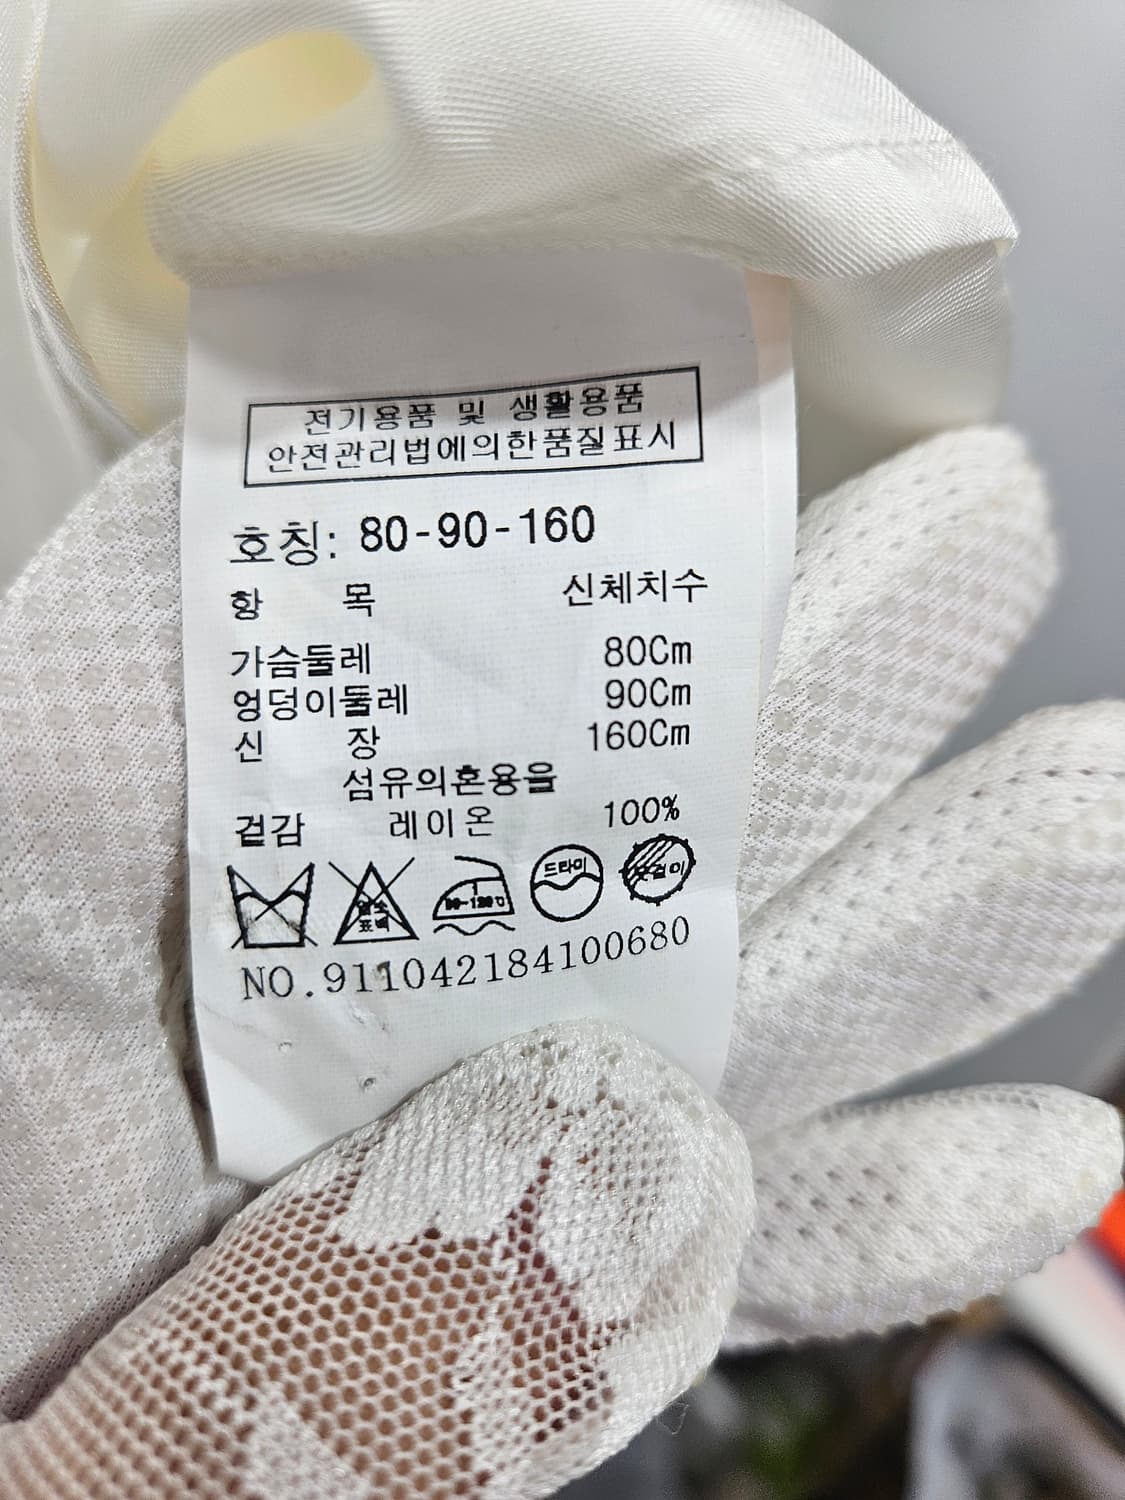 전기용품 및 생활용품
안전관리법에의한품질표시
호칭: 80-90-160
항 목 신체치수
가슴둘레 80Cm
엉덩이둘레 90Cm
신 장 160Cm
섬유의혼용율
겉감 레이온 100%
드라이
NO.911042184100680